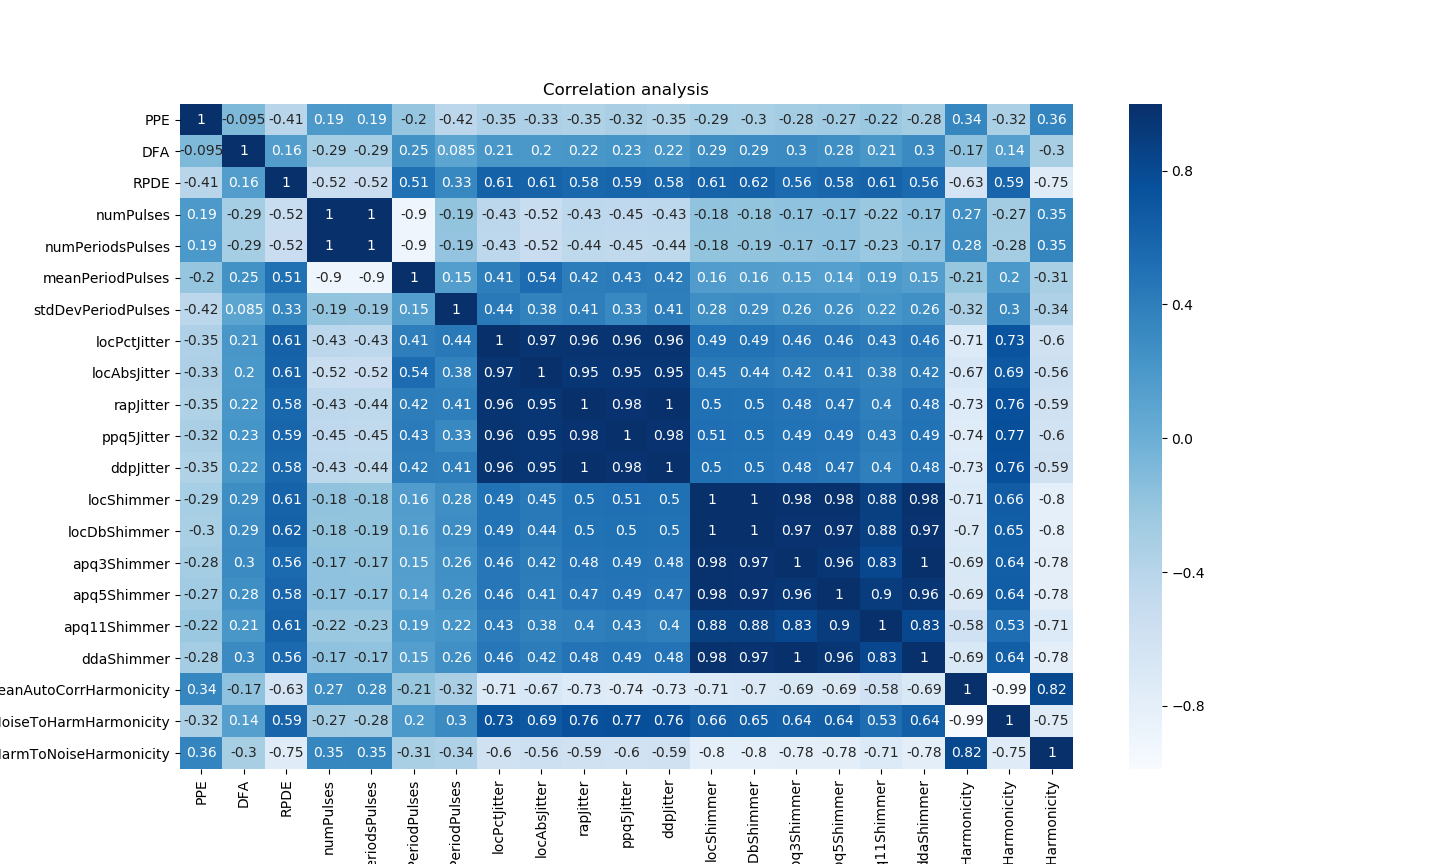 Correlation analysis
PPE 1 -0.095 -0.41 0.19 0.19 -0.2 -0.42 -0.35 -0.33 -0.35 -0.32 -0.35 -0.29 -0.3 -0.28 -0.27 -0.22 -0.28 0.34 -0.32 0.36
DFA -0.095 1 0.16 -0.29 -0.29 0.25 0.085 0.21 0.2 0.22 0.23 0.22 0.29 0.29 0.3 0.28 0.21 0.3 -0.17 0.14 -0.3
RPDE -0.41 0.16 1 -0.52 -0.52 0.51 0.33 0.61 0.61 0.58 0.59 0.58 0.61 0.62 0.56 0.58 0.61 0.56 -0.63 0.59 -0.75
numPulses 0.19 -0.29 -0.52 1 1 -0.9 -0.19 -0.43 -0.52 -0.43 -0.45 -0.43 -0.18 -0.18 -0.17 -0.17 -0.22 -0.17 0.27 -0.27 0.35
numPeriodsPulses 0.19 -0.29 -0.52 1 1 -0.9 -0.19 -0.43 -0.52 -0.44 -0.45 -0.44 -0.18 -0.19 -0.17 -0.17 -0.23 -0.17 0.28 -0.28 0.35
meanPeriodPulses -0.2 0.25 0.51 -0.9 -0.9 1 0.15 0.41 0.54 0.42 0.43 0.42 0.16 0.16 0.15 0.14 0.19 0.15 -0.21 0.2 -0.31
stdDevPeriodPulses -0.42 0.085 0.33 -0.19 -0.19 0.15 1 0.44 0.38 0.41 0.33 0.41 0.28 0.29 0.26 0.26 0.22 0.26 -0.32 0.3 -0.34
locPctJitter -0.35 0.21 0.61 -0.43 -0.43 0.41 0.44 1 0.97 0.96 0.96 0.96 0.49 0.49 0.46 0.46 0.43 0.46 -0.71 0.73 -0.6
locAbsJitter -0.33 0.2 0.61 -0.52 -0.52 0.54 0.38 0.97 1 0.95 0.95 0.95 0.45 0.44 0.42 0.41 0.38 0.42 -0.67 0.69 -0.56
rapJitter -0.35 0.22 0.58 -0.43 -0.44 0.42 0.41 0.96 0.95 1 0.98 1 0.5 0.5 0.48 0.47 0.4 0.48 -0.73 0.76 -0.59
ppq5Jitter -0.32 0.23 0.59 -0.45 -0.45 0.43 0.33 0.96 0.95 0.98 1 0.98 0.51 0.5 0.49 0.49 0.43 0.49 -0.74 0.77 -0.6
ddpJitter -0.35 0.22 0.58 -0.43 -0.44 0.42 0.41 0.96 0.95 1 0.98 1 0.5 0.5 0.48 0.47 0.4 0.48 -0.73 0.76 -0.59
locShimmer -0.29 0.29 0.61 -0.18 -0.18 0.16 0.28 0.49 0.45 0.5 0.51 0.5 1 1 0.98 0.98 0.88 0.98 -0.71 0.66 -0.8
locDbShimmer -0.3 0.29 0.62 -0.18 -0.19 0.16 0.29 0.49 0.44 0.5 0.5 0.5 1 1 0.97 0.97 0.88 0.97 -0.7 0.65 -0.8
apq3Shimmer -0.28 0.3 0.56 -0.17 -0.17 0.15 0.26 0.46 0.42 0.48 0.49 0.48 0.98 0.97 1 0.96 0.83 1 -0.69 0.64 -0.78
apq5Shimmer -0.27 0.28 0.58 -0.17 -0.17 0.14 0.26 0.46 0.41 0.47 0.49 0.47 0.98 0.97 0.96 1 0.9 0.96 -0.69 0.64 -0.78
apq11Shimmer -0.22 0.21 0.61 -0.22 -0.23 0.19 0.22 0.43 0.38 0.4 0.43 0.4 0.88 0.88 0.83 0.9 1 0.83 -0.58 0.53 -0.71
ddaShimmer -0.28 0.3 0.56 -0.17 -0.17 0.15 0.26 0.46 0.42 0.48 0.49 0.48 0.98 0.97 1 0.96 0.83 1 -0.69 0.64 -0.78
eanAutoCorrHarmonicity 0.34 -0.17 -0.63 0.27 0.28 -0.21 -0.32 -0.71 -0.67 -0.73 -0.74 -0.73 -0.71 -0.7 -0.69 -0.69 -0.58 -0.69 1 -0.99 0.82
oiseToHarmHarmonicity -0.32 0.14 0.59 -0.27 -0.28 0.2 0.3 0.73 0.69 0.76 0.77 0.76 0.66 0.65 0.64 0.64 0.53 0.64 -0.99 1 -0.75
armToNoiseHarmonicity 0.36 -0.3 -0.75 0.35 0.35 -0.31 -0.34 -0.6 -0.56 -0.59 -0.6 -0.59 -0.8 -0.8 -0.78 -0.78 -0.71 -0.78 0.82 -0.75 1
PPE
DFA
RPDE
numPulses
eriodsPulses
PeriodPulses
PeriodPulses
locPctJitter
locAbsJitter
rapJitter
ppq5Jitter
ddpJitter
locShimmer
DbShimmer
pq3Shimmer
pq5Shimmer
q11Shimmer
ddaShimmer
Harmonicity
Harmonicity
Harmonicity
0.8
0.4
0.0
−0.4
−0.8